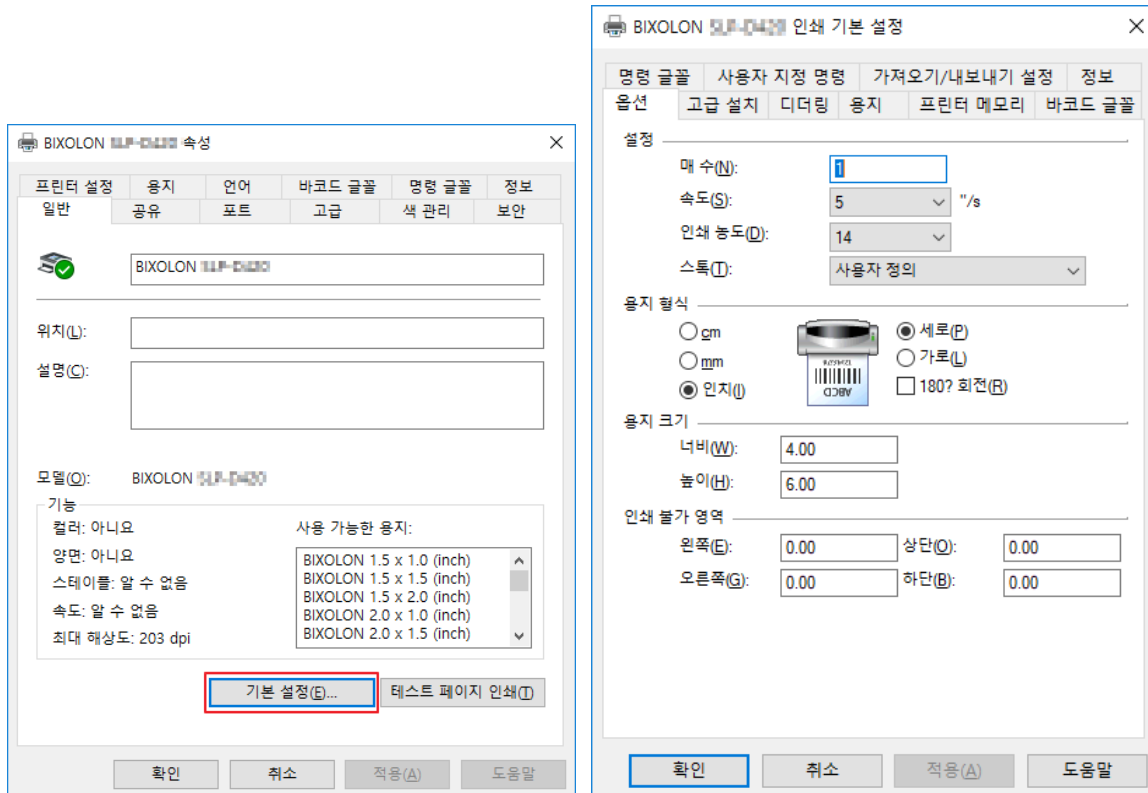 BIXOLON 속성
프린터 설정 용지 언어 바코드 글꼴 명령 글꼴 정보
일반 공유 포트 고급 색 관리 보안
BIXOLON
위치(L):
설명(C):
모델(O): BIXOLON
기능
컬러: 아니요
양면: 아니요
스테이플: 알 수 없음
속도: 알 수 없음
최대 해상도: 203 dpi
사용 가능한 용지:
BIXOLON 1.5 x 1.0 (inch)
BIXOLON 1.5 x 1.5 (inch)
BIXOLON 1.5 x 2.0 (inch)
BIXOLON 2.0 x 1.0 (inch)
BIXOLON 2.0 x 1.5 (inch)
기본 설정(E)... 테스트 페이지 인쇄(T)
확인 취소 적용(A) 도움말
BIXOLON 인쇄 기본 설정
명령 글꼴 사용자 지정 명령 가져오기/내보내기 설정 정보
옵션 고급 설치 디더링 용지 프린터 메모리 바코드 글꼴
설정
매 수(N): 1
속도(S): 5 "/s
인쇄 농도(D): 14
스톡(T): 사용자 정의
용지 형식
cm
mm
인치(I)
ABCD
세로(P)
가로(L)
180? 회전(R)
용지 크기
너비(W): 4.00
높이(H): 6.00
인쇄 불가 영역
왼쪽(E): 0.00 상단(O): 0.00
오른쪽(G): 0.00 하단(B): 0.00
확인 취소 적용(A) 도움말